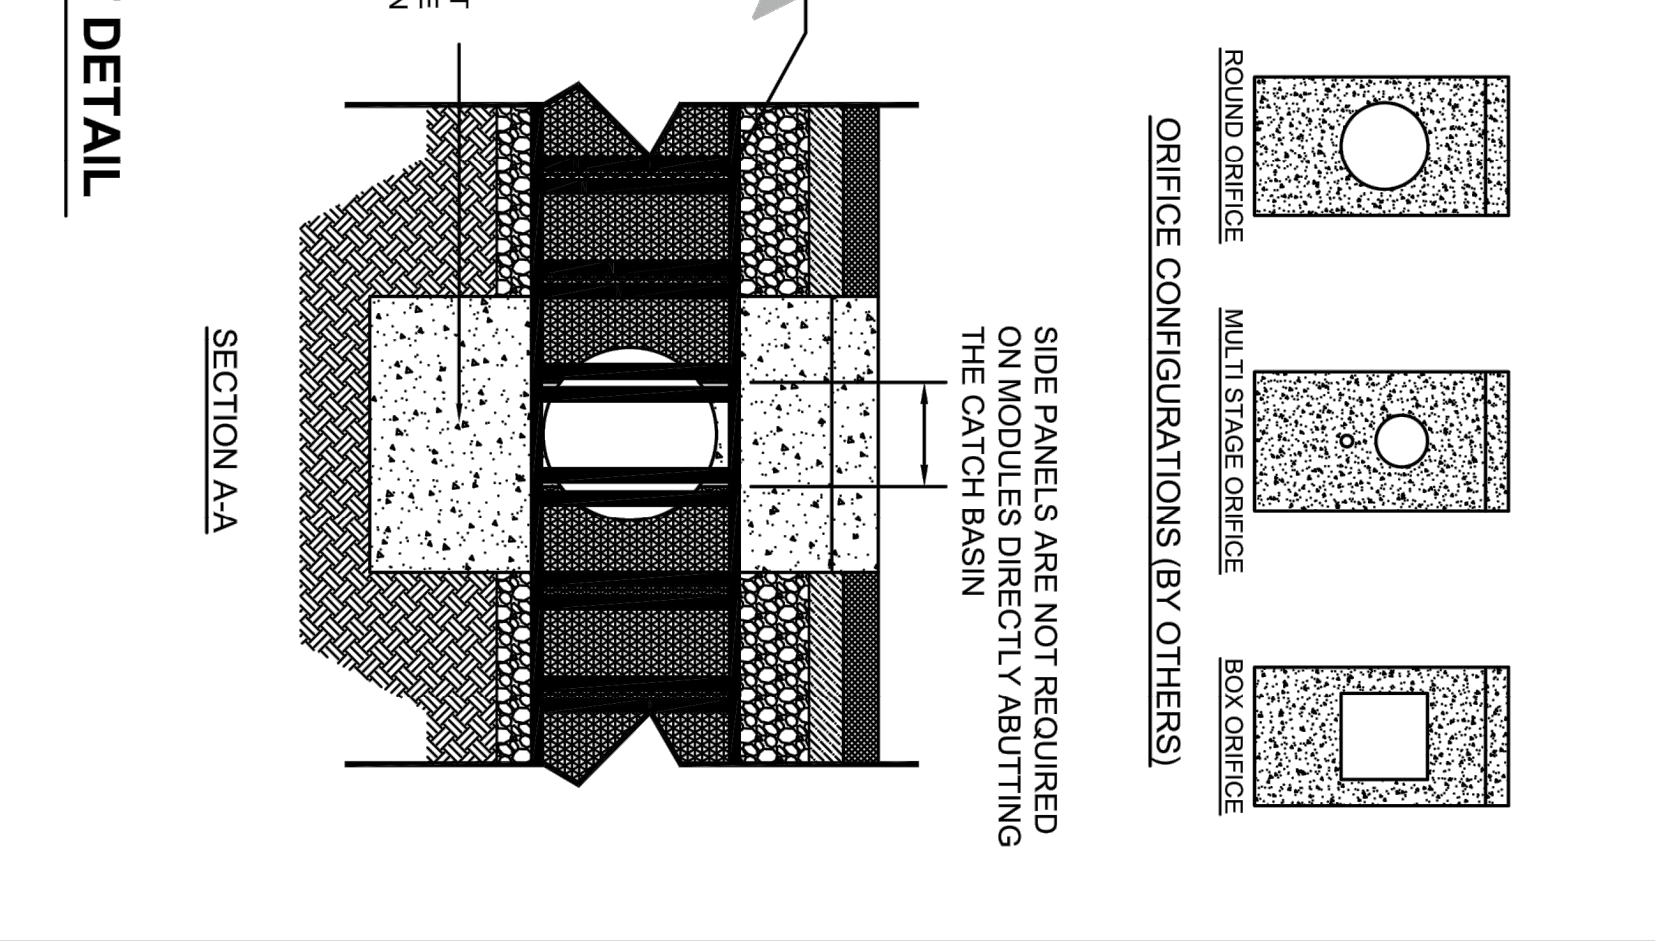 ROUND ORIFICE
MULTI STAGE ORIFICE
BOX ORIFICE
ORIFICE CONFIGURATIONS (BY OTHERS)
SIDE PANELS ARE NOT REQUIRED
ON MODULES DIRECTLY ABUTTING
THE CATCH BASIN
SECTION A-A
DETAIL